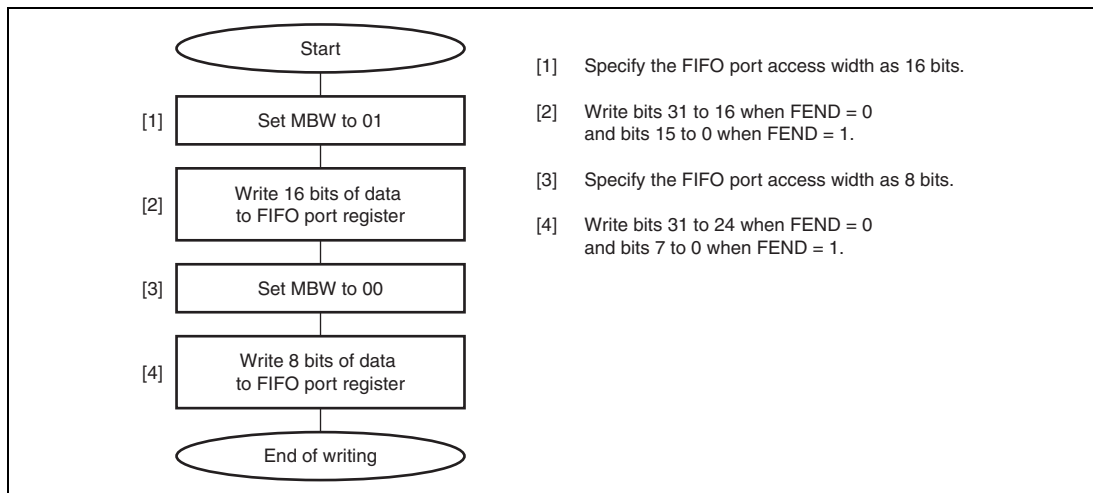 Start
[1] Set MBW to 01
[2] Write 16 bits of data
to FIFO port register
[3] Set MBW to 00
[4] Write 8 bits of data
to FIFO port register
End of writing
[1] Specify the FIFO port access width as 16 bits.
[2] Write bits 31 to 16 when FEND = 0
and bits 15 to 0 when FEND = 1.
[3] Specify the FIFO port access width as 8 bits.
[4] Write bits 31 to 24 when FEND = 0
and bits 7 to 0 when FEND = 1.